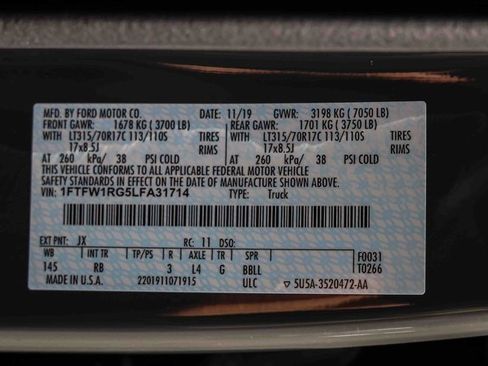 MFD. BY FORD MOTOR CO. 11/19 GVWR: 3198 KG ( 7050 LB)
FRONT GAWR: 1678 KG ( 3700 LB) REAR GAWR: 1701 KG ( 3750 LB)
WITH LT315/70R17C 113/110S TIRES WITH LT315/70R17C 113/110S TIRES
17x8.5J RIMS 17x8.5J RIMS
AT 260 kPa/ 38 PSI COLD AT 260 kPa/ 38 PSI COLD
THIS VEHICLE CONFORMS TO ALL APPLICABLE FEDERAL MOTOR VEHICLE
SAFETY STANDARDS IN EFFECT ON THE DATE OF MANUFACTURE SHOWN ABOVE.
VIN: 1FTFW1RG5LFA31714 TYPE: Truck
EXT PNT: JX RC: 11 DSO: F0031
WB INT TR TP/PS R AXLE TR SPR T0266
145 RB 3 L4 G BBLL
MADE IN U.S.A. 2201911071915 ULC ▽ 5U5A-3520472-AA